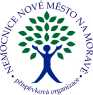 NEMOCNICE NOVÉ MĚSTO NA MORAVĚ
příspěvková organizace